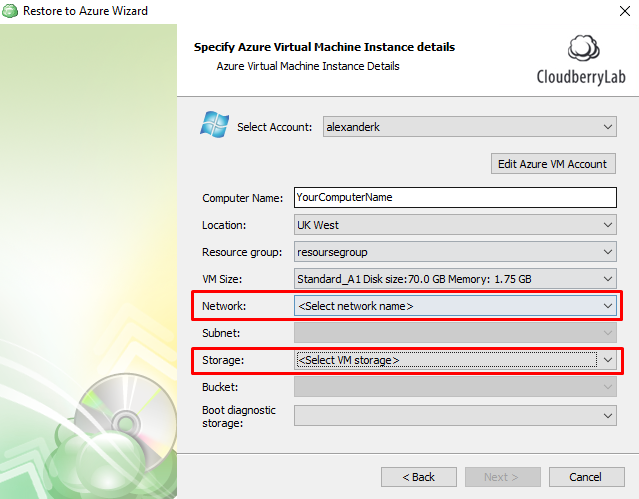 Restore to Azure Wizard
Specify Azure Virtual Machine Instance details
Azure Virtual Machine Instance Details
CloudberryLab
Select Account: alexanderk
Edit Azure VM Account
Computer Name: YourComputerName
Location: UK West
Resource group: resoursegroup
VM Size: Standard_A1 Disk size:70.0 GB Memory: 1.75 GB
Network: <Select network name>
Subnet:
Storage: <Select VM storage>
Bucket:
Boot diagnostic
storage:
< Back Next > Cancel